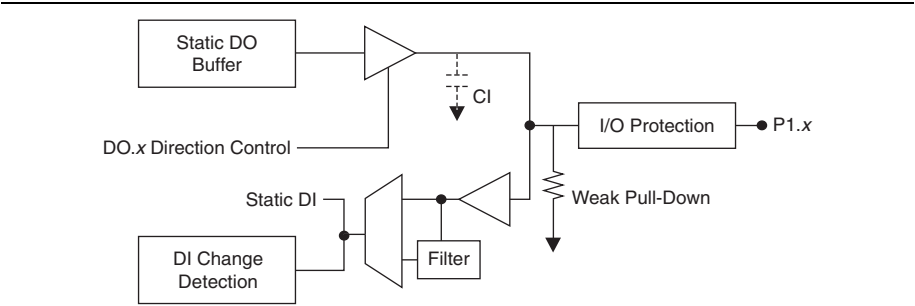 Static DO
Buffer
CI
I/O Protection
P1.x
DO.x Direction Control
Static DI
Weak Pull-Down
DI Change
Detection
Filter